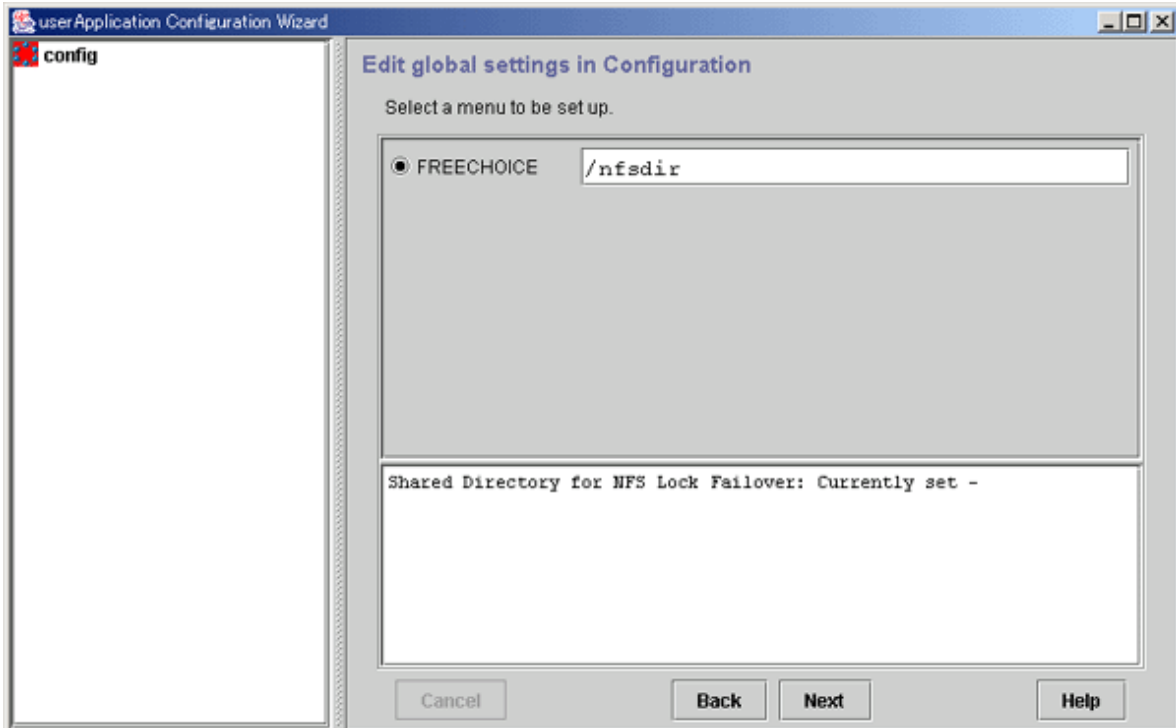 userApplication Configuration Wizard
config
Edit global settings in Configuration
Select a menu to be set up.
FREECHOICE /nfsdir
Shared Directory for NFS Lock Failover: Currently set -
Cancel Back Next Help